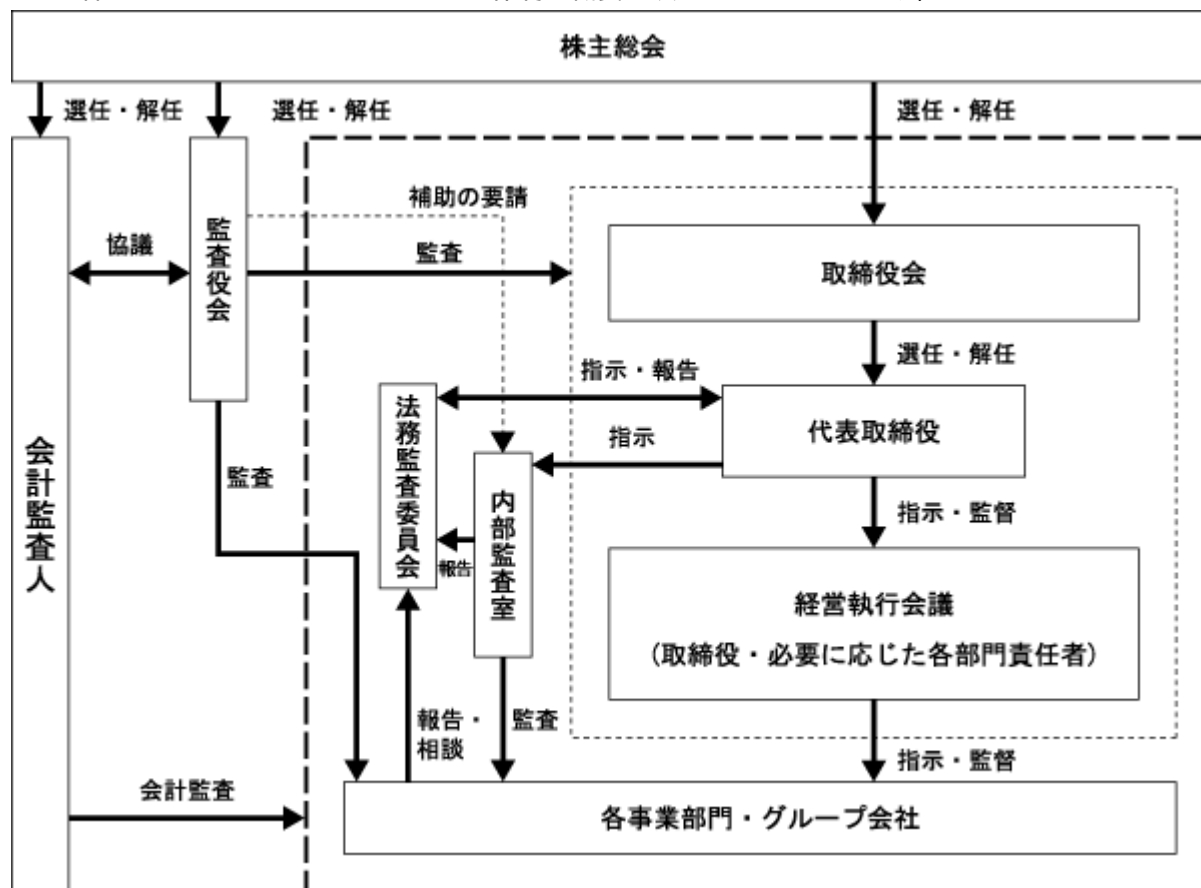 株主総会
選任・解任
選任・解任
選任・解任
補助の要請
監査役会
協議
監査
取締役会
選任・解任
指示・報告
代表取締役
法務監査委員会
指示
会計監査人
監査
内部監査室
指示・監督
報告
経営執行会議
（取締役・必要に応じた各部門責任者）
報告・
相談
監査
指示・監督
会計監査
各事業部門・グループ会社